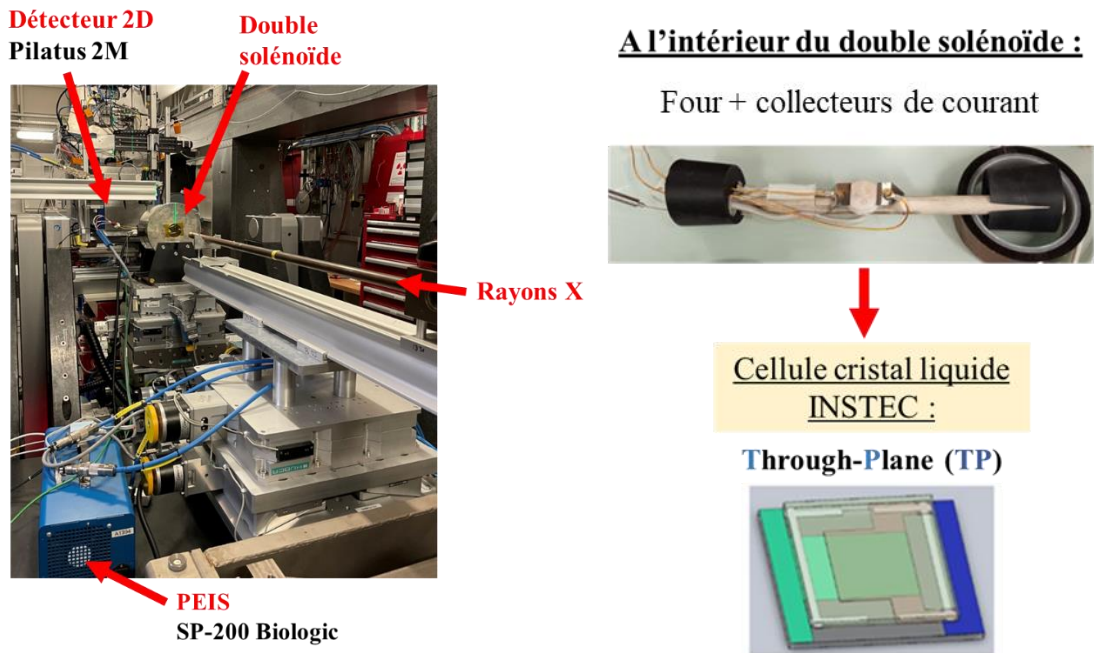 Détecteur 2D
Pilatus 2M
Double
solénoïde
Rayons X
PEIS
SP-200 Biologic
A l’intérieur du double solénoïde :
Four + collecteurs de courant
Cellule cristal liquide
INSTEC :
Through-Plane (TP)